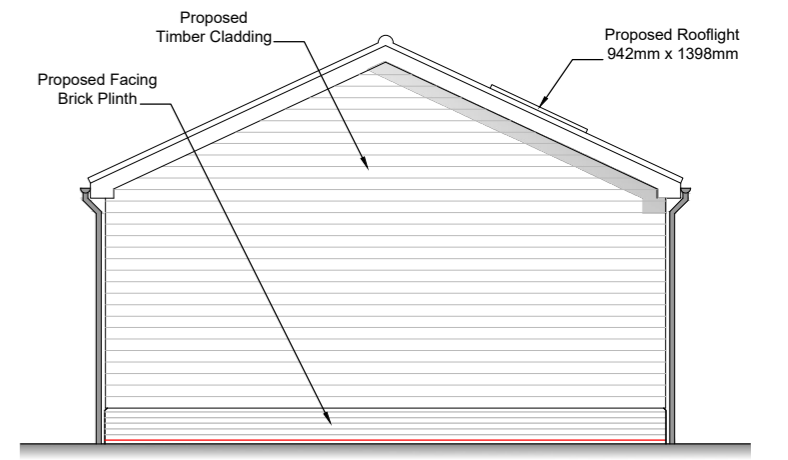 Proposed
Timber Cladding
Proposed Rooflight
942mm x 1398mm
Proposed Facing
Brick Plinth